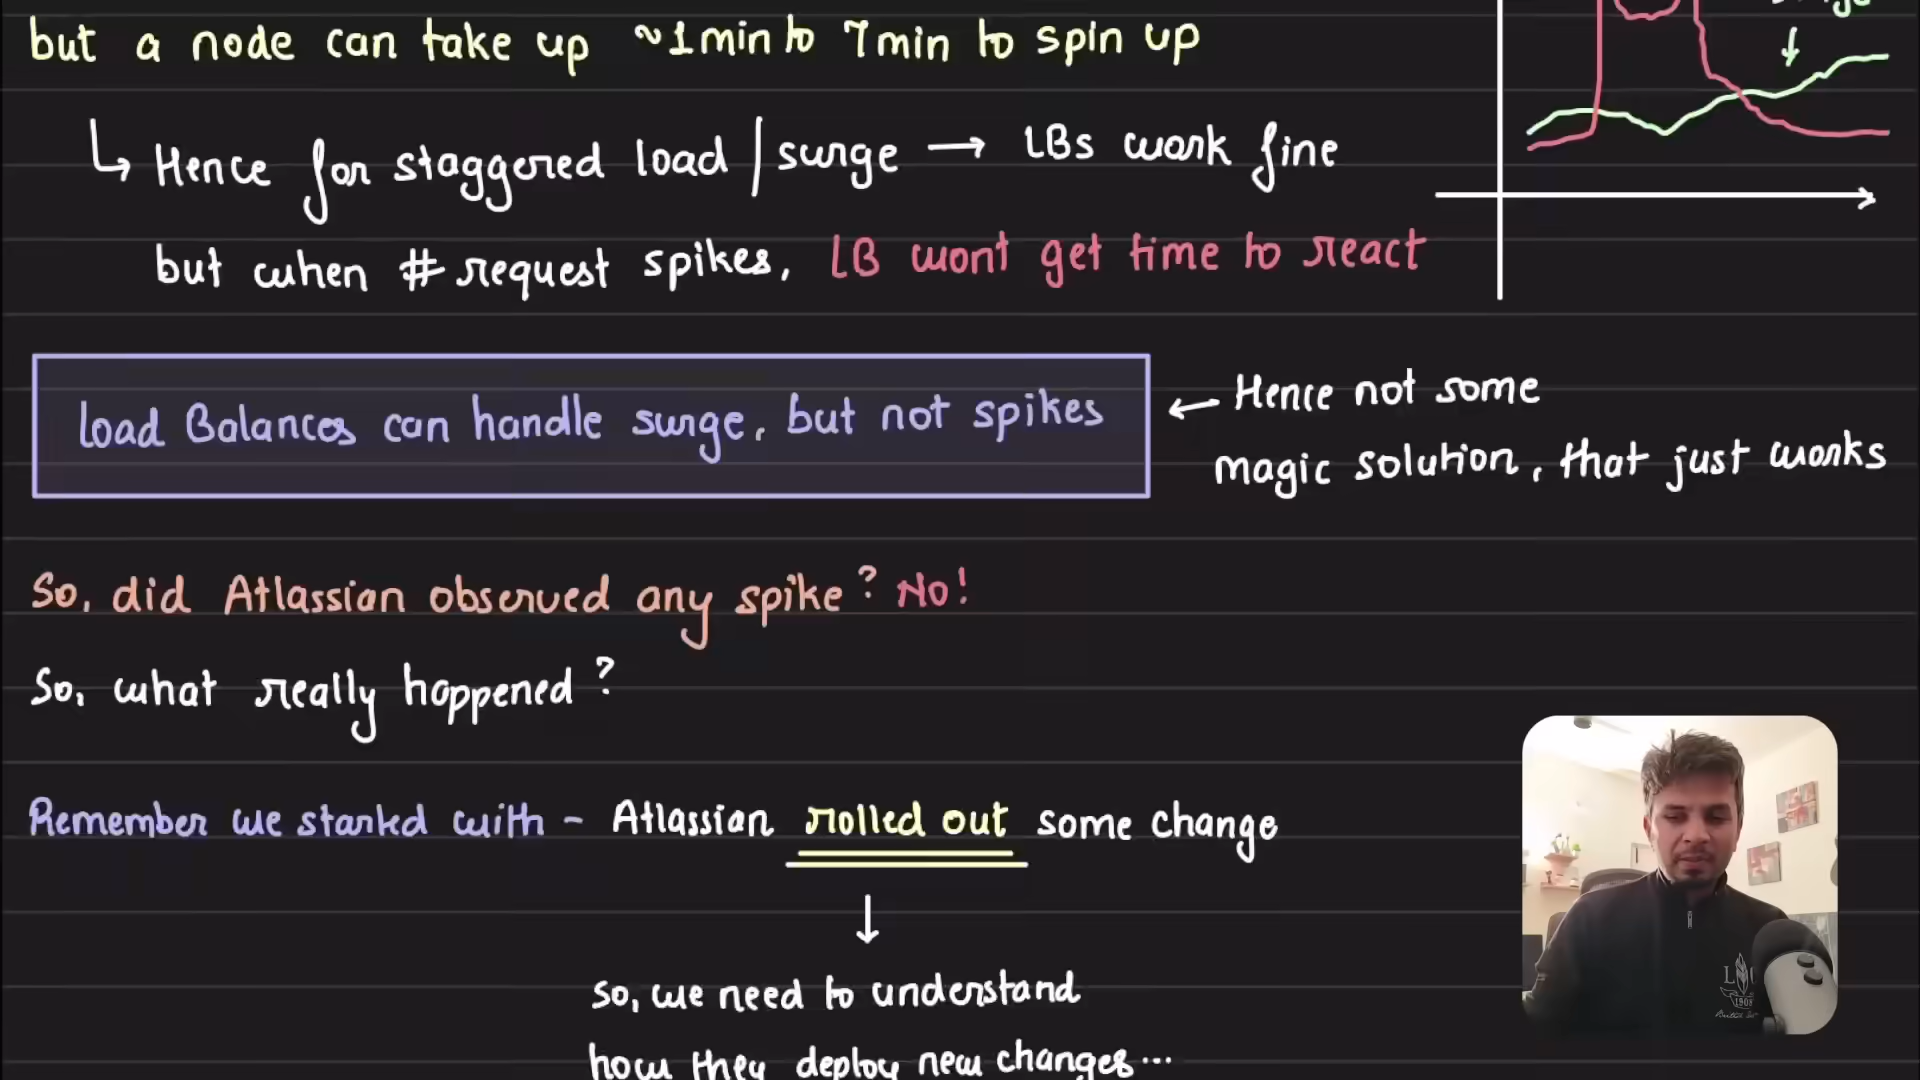 but a node can take up ~1min to 7min to spin up
↳ Hence for staggered load / surge → LBs work fine
but when # request spikes, LB wont get time to react
load Balances can handle surge, but not spikes
← Hence not some
magic solution, that just works
So, did Atlassian observed any spike? No!
So, what really happened?
Remember we started with - Atlassian rolled out some change
↓
so, we need to understand
how they deploy new changes...